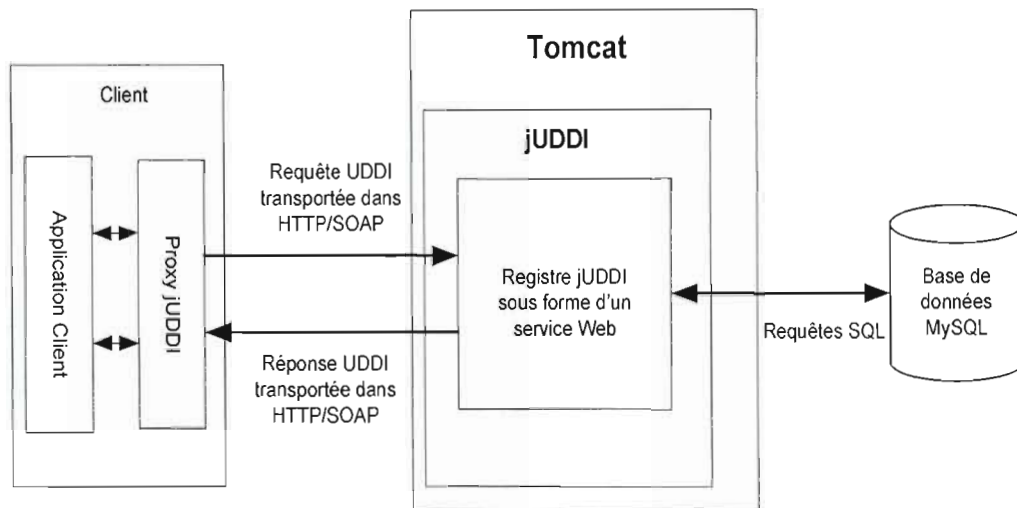 Client
Application Client
Proxy jUDDI
Requête UDDI
transportée dans
HTTP/SOAP
Réponse UDDI
transportée dans
HTTP/SOAP
Tomcat
jUDDI
Registre jUDDI
sous forme d'un
service Web
Requêtes SQL
Base de
données
MySQL